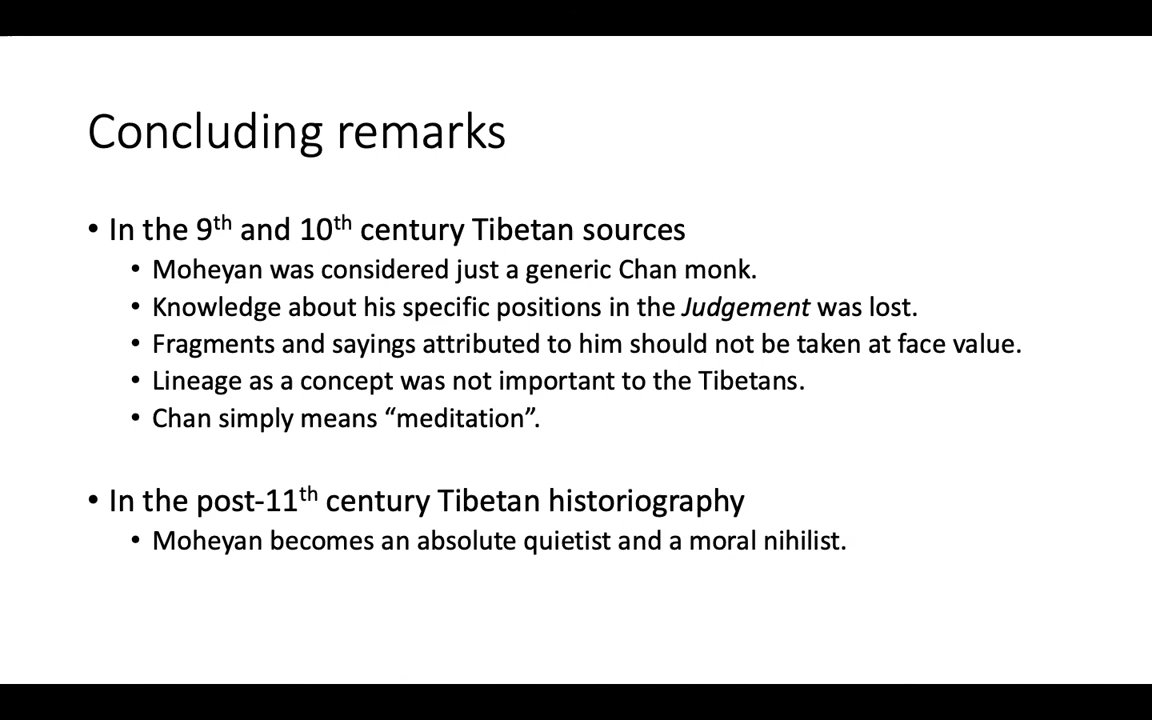 Concluding remarks
• In the 9th and 10th century Tibetan sources
• Moheyan was considered just a generic Chan monk.
• Knowledge about his specific positions in the Judgement was lost.
• Fragments and sayings attributed to him should not be taken at face value.
• Lineage as a concept was not important to the Tibetans.
• Chan simply means “meditation”.
• In the post-11th century Tibetan historiography
• Moheyan becomes an absolute quietist and a moral nihilist.